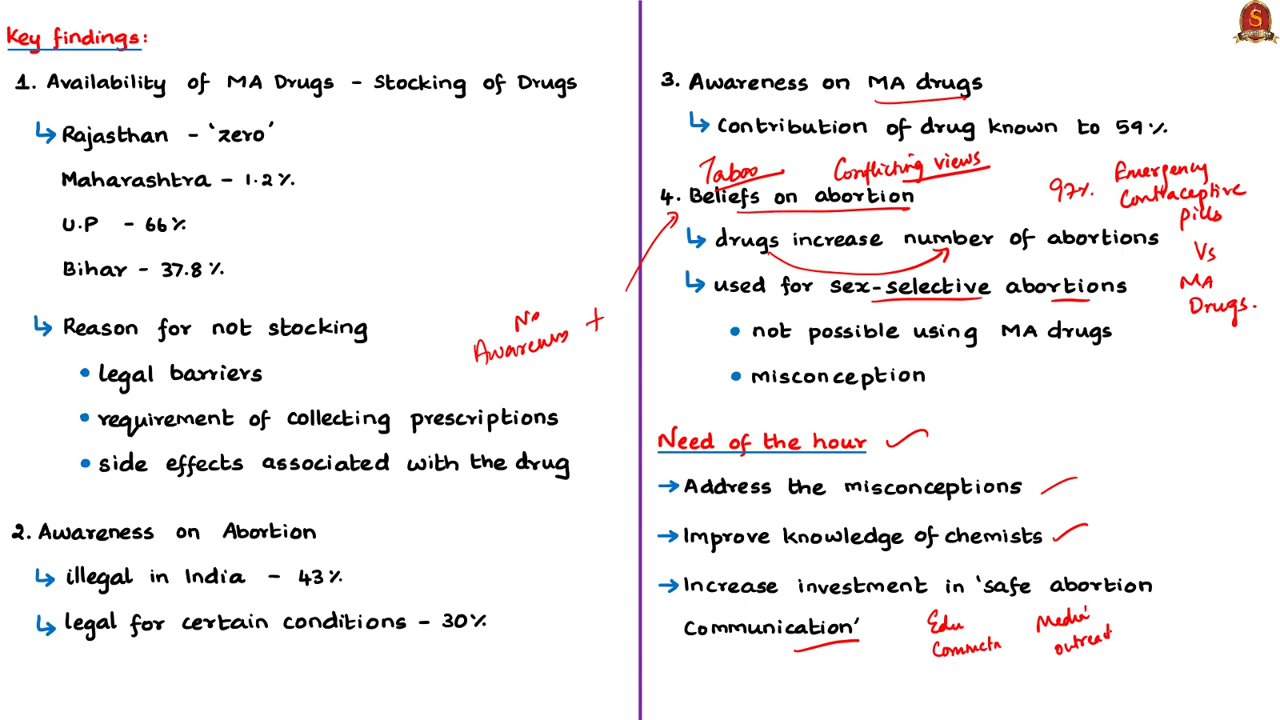 Key findings:
1. Availability of MA Drugs - Stocking of Drugs
Rajasthan - 'zero'
Maharashtra - 1.2%
U.P - 66%
Bihar - 37.8%
Reason for not stocking
legal barriers
requirement of collecting prescriptions
side effects associated with the drug
No
Awareness +
2. Awareness on Abortion
illegal in India - 43%
legal for certain conditions - 30%
S
3. Awareness on MA drugs
Contribution of drug known to 59%
Taboo Conflicting views
4. Beliefs on abortion
drugs increase number of abortions
used for sex-selective abortions
not possible using MA drugs
misconception
97% Emergency
Contraceptive
pills
Vs
MA
Drugs.
Need of the hour
Address the misconceptions
Improve knowledge of chemists
Increase investment in 'safe abortion
Communication'
Edu
Media